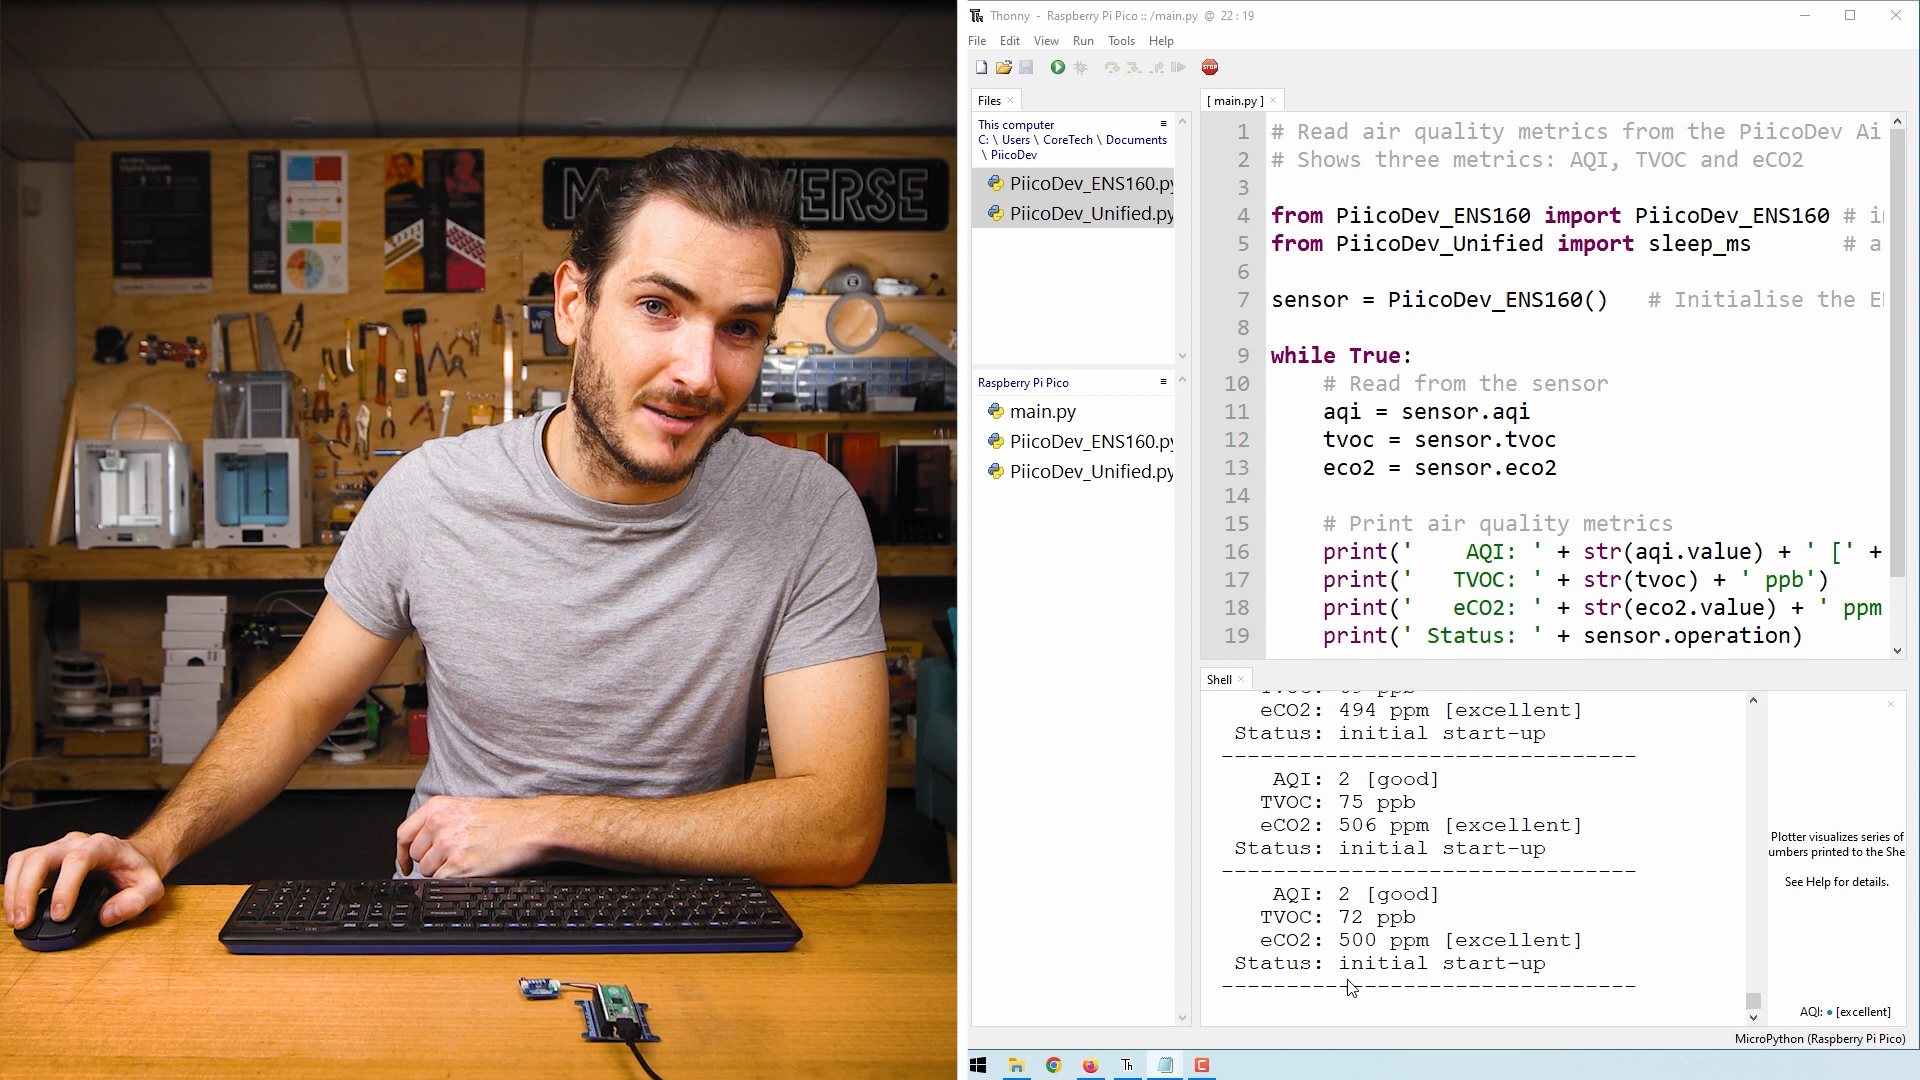 M
VERSE
Thonny - Raspberry Pi Pico :: /main.py @ 22 : 19
File Edit View Run Tools Help
STOP
Files
[ main.py ]
This computer
C: \ Users \ CoreTech \ Documents
\ PiicoDev
PiicoDev_ENS160.py
PiicoDev_Unified.py
Raspberry Pi Pico
main.py
PiicoDev_ENS160.py
PiicoDev_Unified.py
1 # Read air quality metrics from the PiicoDev Ai
2 # Shows three metrics: AQI, TVOC and eCO2
3
4 from PiicoDev_ENS160 import PiicoDev_ENS160 # i
5 from PiicoDev_Unified import sleep_ms # a
6
7 sensor = PiicoDev_ENS160() # Initialise the E
8
9 while True:
10 # Read from the sensor
11 aqi = sensor.aqi
12 tvoc = sensor.tvoc
13 eco2 = sensor.eco2
14
15 # Print air quality metrics
16 print(' AQI: ' + str(aqi.value) + ' [' +
17 print(' TVOC: ' + str(tvoc) + ' ppb')
18 print(' eCO2: ' + str(eco2.value) + ' ppm
19 print(' Status: ' + sensor.operation)
Shell
eCO2: 494 ppm [excellent]
Status: initial start-up
--------------------------------
AQI: 2 [good]
TVOC: 75 ppb
eCO2: 506 ppm [excellent]
Status: initial start-up
--------------------------------
AQI: 2 [good]
TVOC: 72 ppb
eCO2: 500 ppm [excellent]
Status: initial start-up
--------------------------------
Plotter visualizes series of
umbers printed to the She
See Help for details.
AQI: [excellent]
MicroPython (Raspberry Pi Pico)